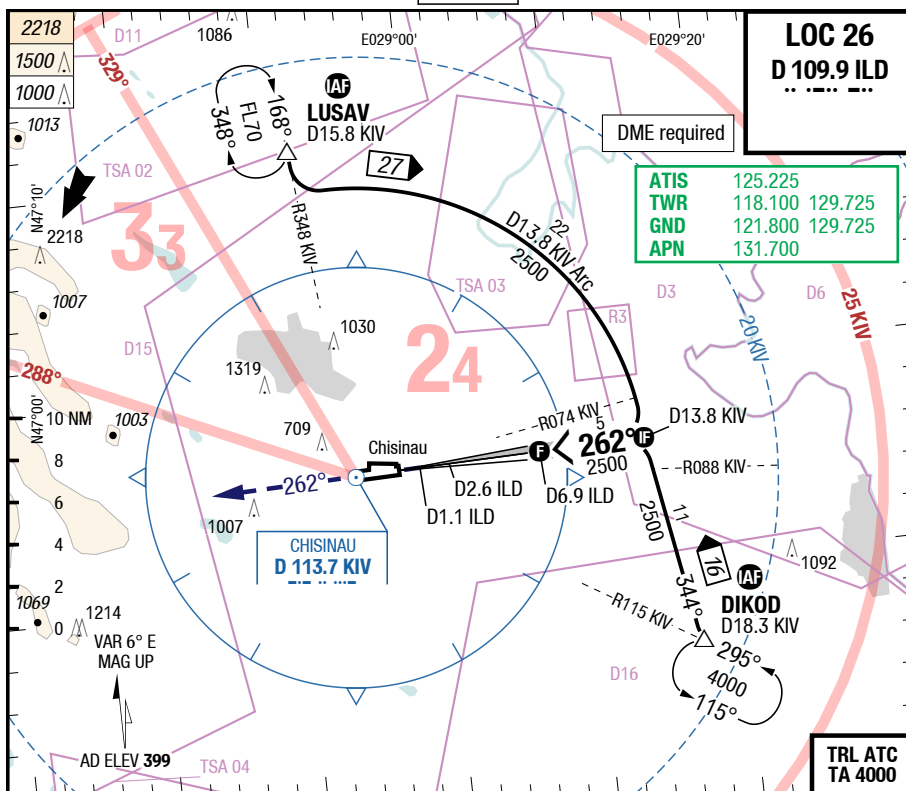 2218
1500
1000
1013
D11
1086
E029°00'
E029°20'
LOC 26
D 109.9 ILD
329°
348°
FL70
168°
IAF
LUSAV
D15.8 KIV
27
DME required
ATIS 125.225
TWR 118.100 129.725
GND 121.800 129.725
APN 131.700
TSA 02
N47°10'
2218
33
R348 KIV
D13.8 KIV Arc
22
2500
TSA 03
D3
D6
25 KIV
20 KIV
1007
D15
1030
R3
1319
24
288°
N47°00'
10 NM
1003
709
R074 KIV
5
D13.8 KIV
Chisinau
F
262°
IF
2500
R088 KIV
8
262°
D2.6 ILD
D6.9 ILD
D1.1 ILD
6
1007
2500
11
CHISINAU
D 113.7 KIV
4
16
IAF
1092
DIKOD
D18.3 KIV
2
1069
1214
0
R115 KIV
344°
VAR 6° E
MAG UP
D16
295°
4000
115°
AD ELEV 399
TSA 04
TRL ATC
TA 4000